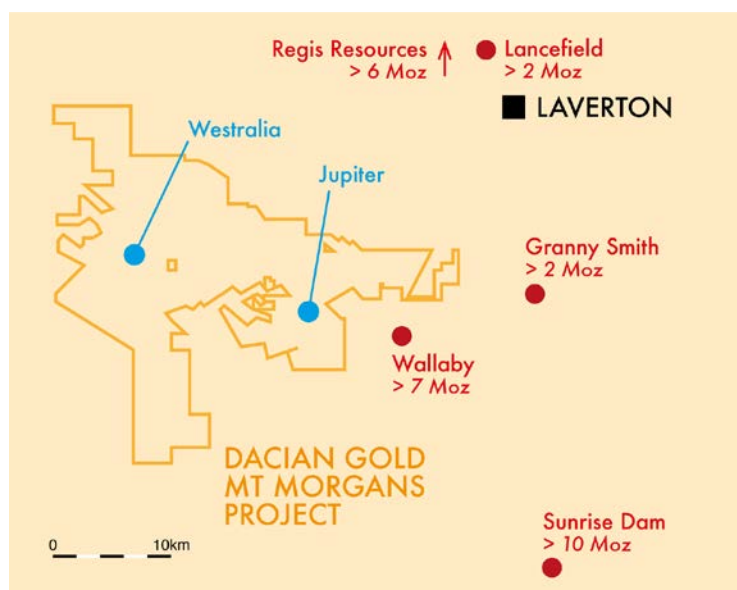 Regis Resources
> 6 Moz
Lancefield
> 2 Moz
LAVERTON
Westralia
Jupiter
Granny Smith
> 2 Moz
Wallaby
> 7 Moz
DACIAN GOLD
MT MORGANS
PROJECT
0 10km
Sunrise Dam
> 10 Moz